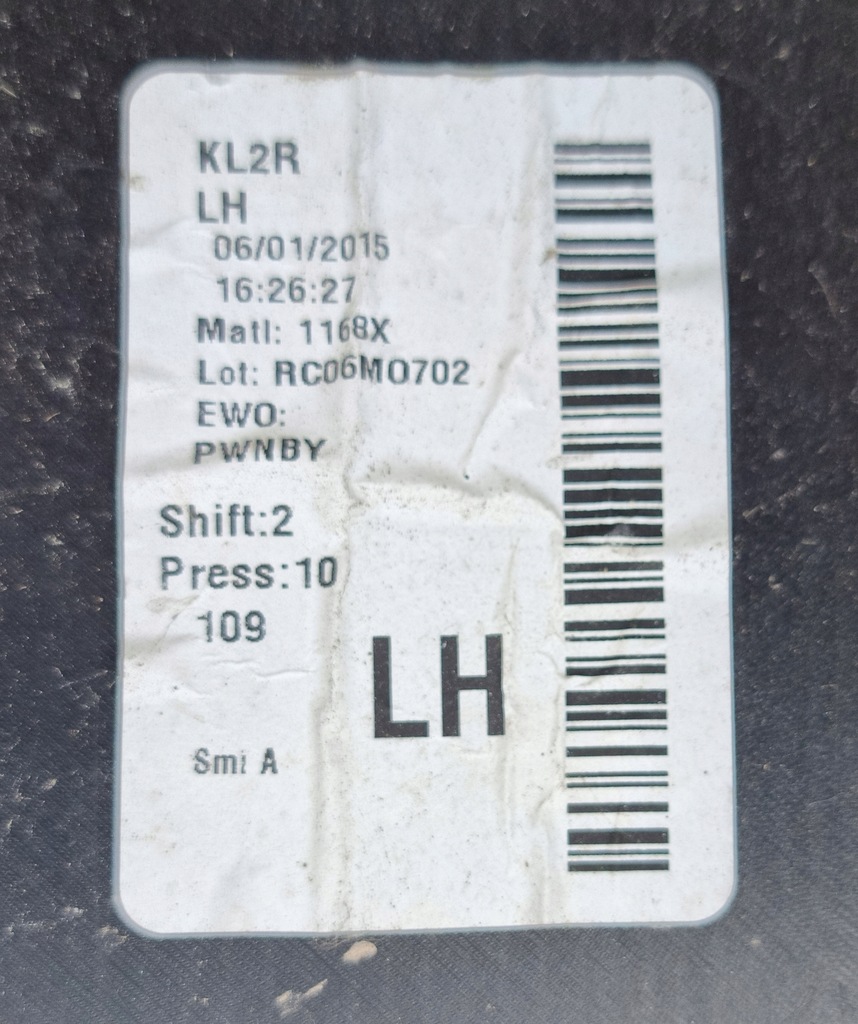 KL2R
LH
06/01/2015
16:26:27
Matl: 1168X
Lot: RC06MO702
EWO:
PWNBY
Shift:2
Press:10
109
LH
Smi A